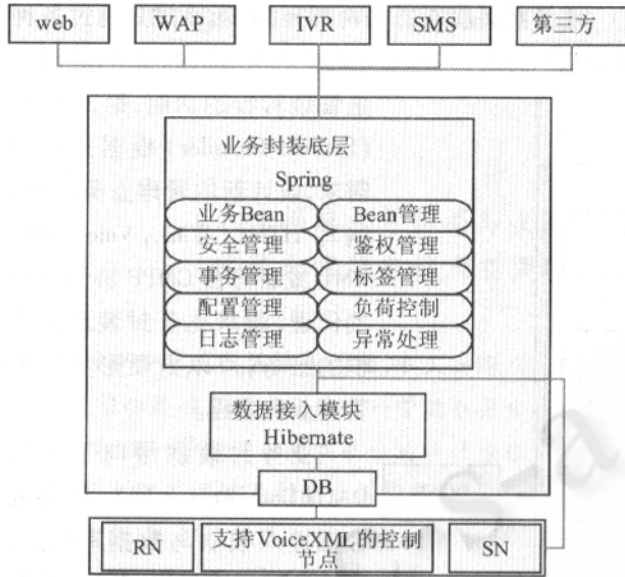 web
WAP
IVR
SMS
第三方
业务封装底层
Spring
业务Bean
Bean管理
安全管理
鉴权管理
事务管理
标签管理
配置管理
负荷控制
日志管理
异常处理
数据接入模块
Hibemate
DB
RN
支持VoiceXML的控制
节点
SN
s-a